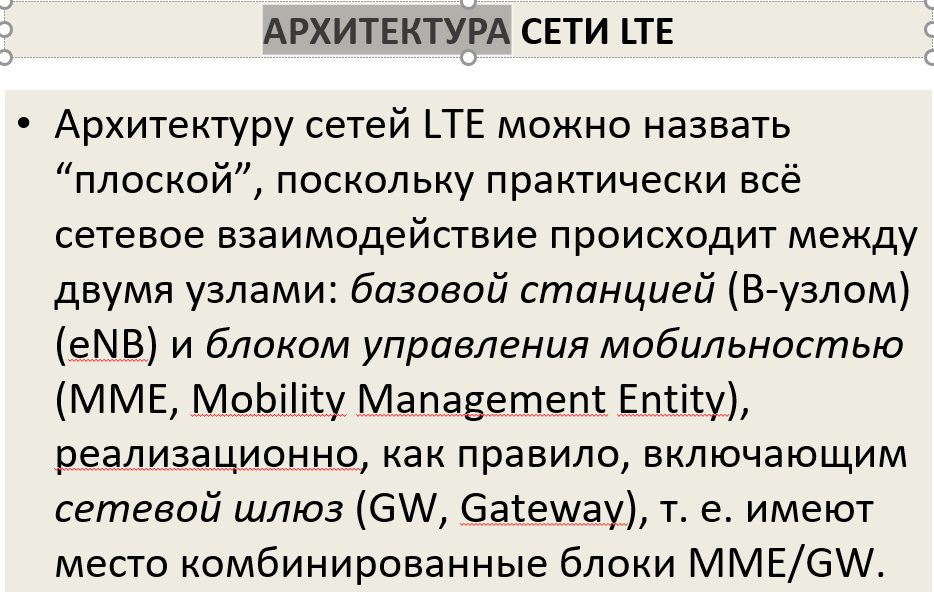 АРХИТЕКТУРА СЕТИ LTE
• Архитектуру сетей LTE можно назвать
“плоской”, поскольку практически всё
сетевое взаимодействие происходит между
двумя узлами: базовой станцией (В-узлом)
(eNB) и блоком управления мобильностью
(MME, Mobility Management Entity),
реализационно, как правило, включающим
сетевой шлюз (GW, Gateway), т. е. имеют
место комбинированные блоки MME/GW.